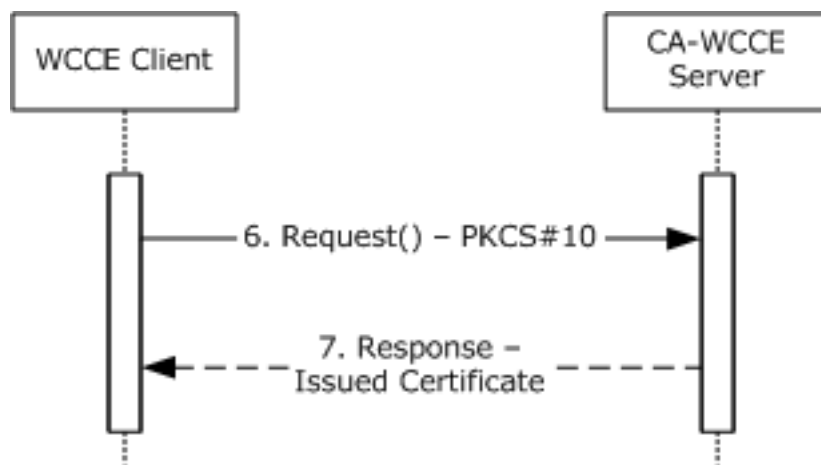 WCCE Client
CA-WCCE
Server
6. Request() – PKCS#10
7. Response –
Issued Certificate